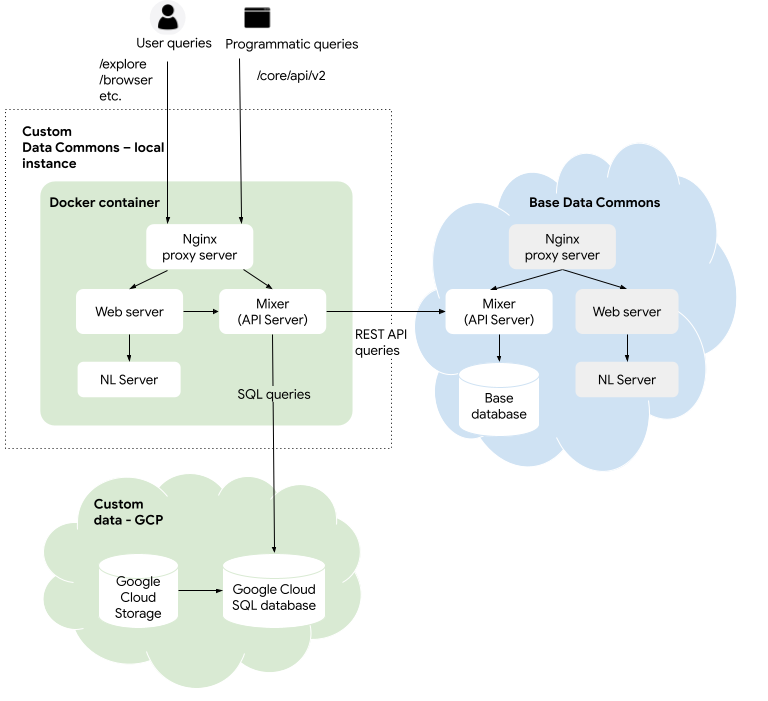 User queries
Programmatic queries
/explore
/browser
etc.
/core/api/v2
Custom
Data Commons – local
instance
Docker container
Nginx
proxy server
Web server
Mixer
(API Server)
NL Server
REST API
queries
SQL queries
Base Data Commons
Nginx
proxy server
Mixer
(API Server)
Web server
NL Server
Base
database
Custom
data - GCP
Google
Cloud
Storage
Google Cloud
SQL database